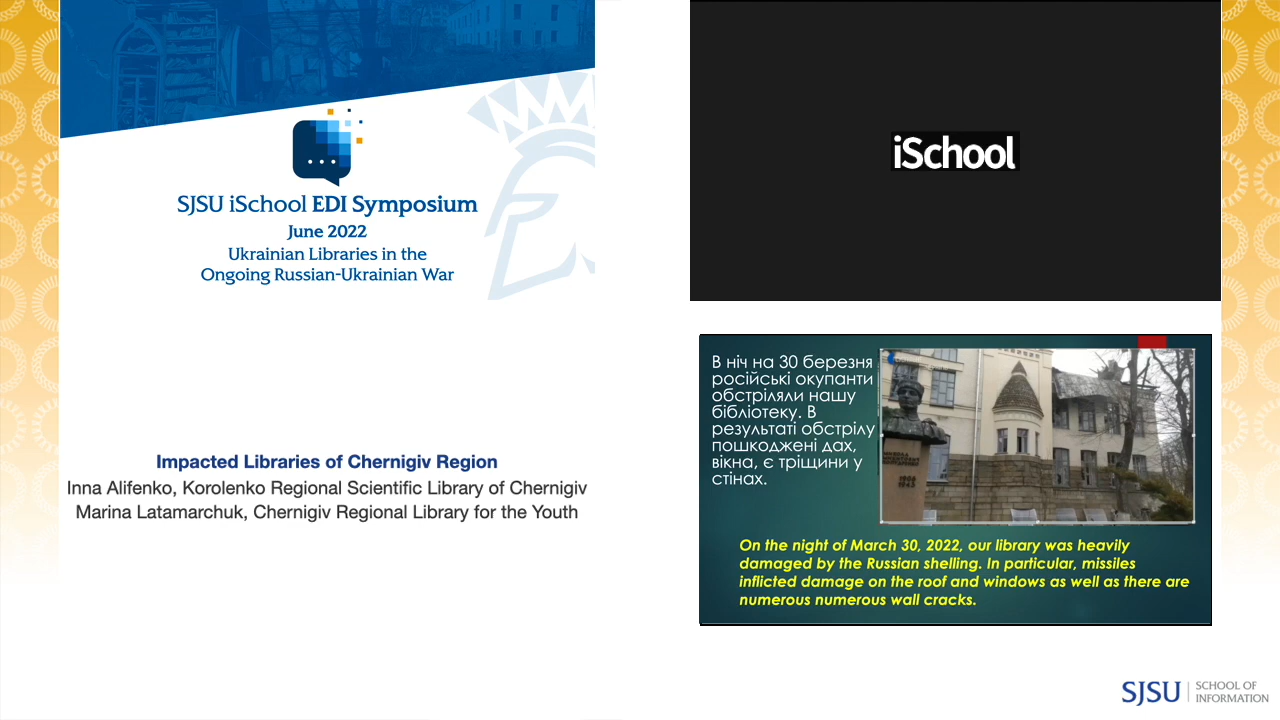 SJSU iSchool EDI Symposium
June 2022
Ukrainian Libraries in the
Ongoing Russian-Ukrainian War
Impacted Libraries of Chernigiv Region
Inna Alifenko, Korolenko Regional Scientific Library of Chernigiv
Marina Latamarchuk, Chernigiv Regional Library for the Youth
iSchool
В ніч на 30 березня
російські окупанти
обстріляли нашу
бібліотеку. В
результаті обстрілу
пошкоджені дах,
вікна, є тріщини у
стінах.
1908
1943
On the night of March 30, 2022, our library was heavily
damaged by the Russian shelling. In particular, missiles
inflicted damage on the roof and windows as well as there are
numerous numerous wall cracks.
SJSU
SCHOOL OF
INFORMATION